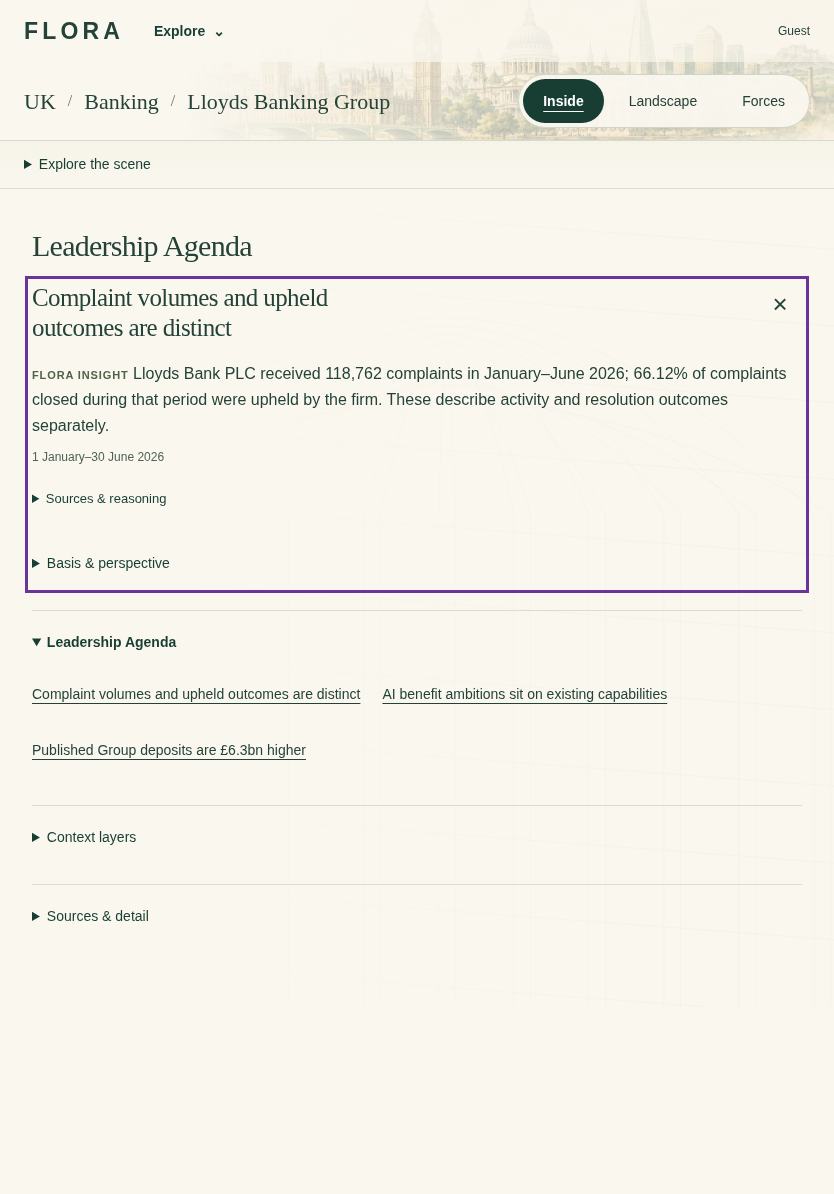 FLORA
Explore
Guest
UK / Banking / Lloyds Banking Group
Inside
Landscape
Forces
Explore the scene
Leadership Agenda
Complaint volumes and upheld
outcomes are distinct
FLORA INSIGHT Lloyds Bank PLC received 118,762 complaints in January–June 2026; 66.12% of complaints
closed during that period were upheld by the firm. These describe activity and resolution outcomes
separately.
1 January–30 June 2026
Sources & reasoning
Basis & perspective
Leadership Agenda
Complaint volumes and upheld outcomes are distinct
AI benefit ambitions sit on existing capabilities
Published Group deposits are £6.3bn higher
Context layers
Sources & detail